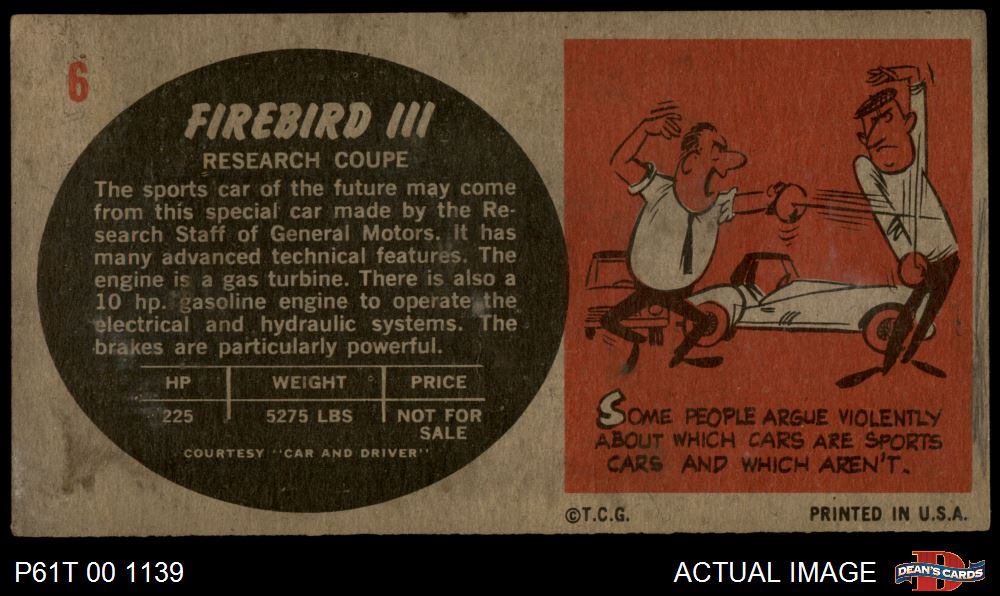 6
FIREBIRD III
RESEARCH COUPE
The sports car of the future may come
from this special car made by the Re-
search Staff of General Motors. It has
many advanced technical features. The
engine is a gas turbine. There is also a
10 hp. gasoline engine to operate the
electrical and hydraulic systems. The
brakes are particularly powerful.
HP WEIGHT PRICE
225 5275 LBS NOT FOR
SALE
COURTESY "CAR AND DRIVER"
SOME PEOPLE ARGUE VIOLENTLY
ABOUT WHICH CARS ARE SPORTS
CARS AND WHICH AREN'T.
©T.C.G. PRINTED IN U.S.A.
P61T 00 1139 ACTUAL IMAGE DEAN'S CARDS